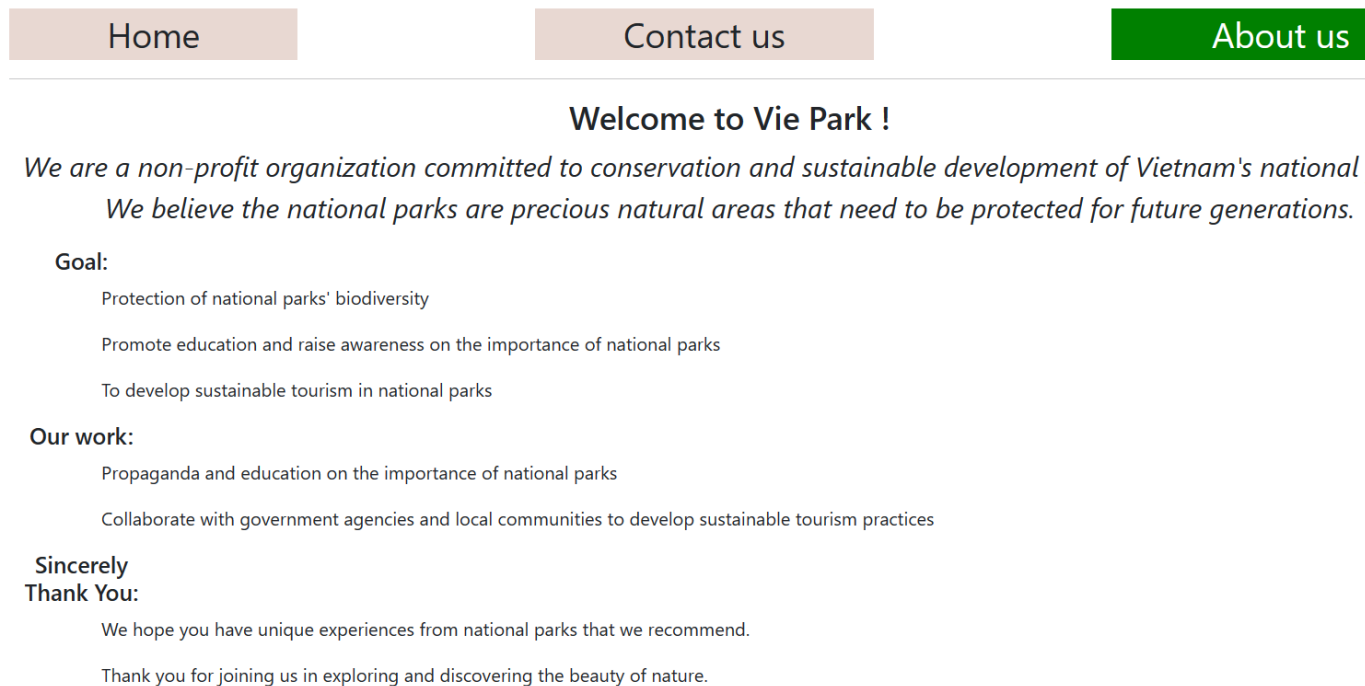 Home
Contact us
About us
Welcome to Vie Park !
We are a non-profit organization committed to conservation and sustainable development of Vietnam's national
We believe the national parks are precious natural areas that need to be protected for future generations.
Goal:
Protection of national parks' biodiversity
Promote education and raise awareness on the importance of national parks
To develop sustainable tourism in national parks
Our work:
Propaganda and education on the importance of national parks
Collaborate with government agencies and local communities to develop sustainable tourism practices
Sincerely
Thank You:
We hope you have unique experiences from national parks that we recommend.
Thank you for joining us in exploring and discovering the beauty of nature.